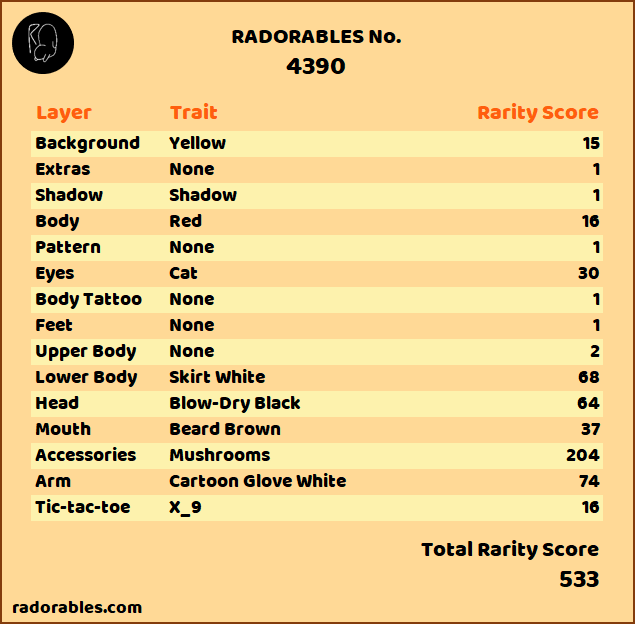 RADORABLES No.
4390
Layer Trait Rarity Score
Background Yellow 15
Extras None 1
Shadow Shadow 1
Body Red 16
Pattern None 1
Eyes Cat 30
Body Tattoo None 1
Feet None 1
Upper Body None 2
Lower Body Skirt White 68
Head Blow-Dry Black 64
Mouth Beard Brown 37
Accessories Mushrooms 204
Arm Cartoon Glove White 74
Tic-tac-toe X_9 16
Total Rarity Score
533
radorables.com